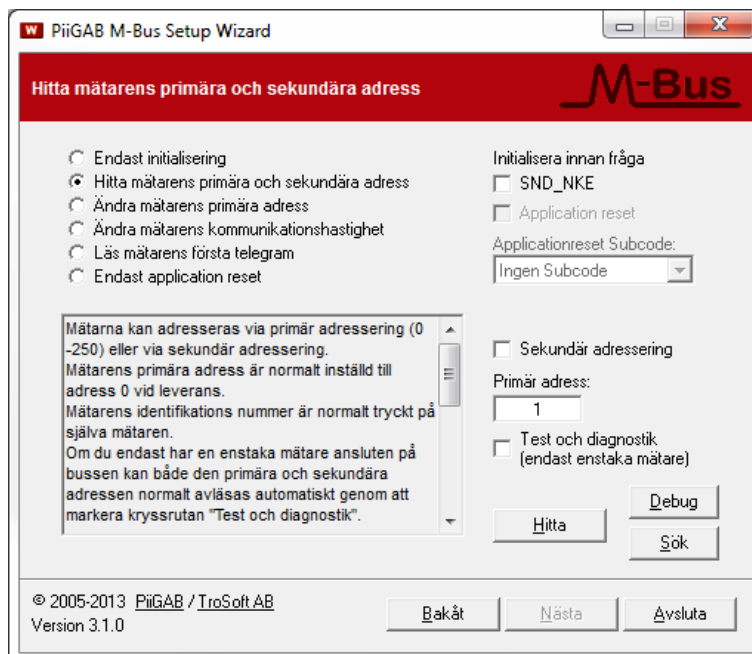 PiiGAB M-Bus Setup Wizard
Hitta mätarens primära och sekundära adress
M-Bus
Endast initialisering
Hitta mätarens primära och sekundära adress
Ändra mätarens primära adress
Ändra mätarens kommunikationshastighet
Läs mätarens första telegram
Endast application reset
Initialisera innan fråga
SND_NKE
Application reset
Applicationreset Subcode:
Ingen Subcode
Mätarna kan adresseras via primär adressering (0
-250) eller via sekundär adressering.
Mätarens primära adress är normalt inställd till
adress 0 vid leverans.
Mätarens identifikations nummer är normalt tryckt på
själva mätaren.
Om du endast har en enstaka mätare ansluten på
bussen kan både den primära och sekundära
adressen normalt avläsas automatiskt genom att
markera kryssrutan "Test och diagnostik".
Sekundär adressering
Primär adress:
1
Test och diagnostik
(endast enstaka mätare)
Hitta
Debug
Sök
© 2005-2013 PiiGAB / TroSoft AB
Version 3.1.0
Bakåt
Nästa
Avsluta